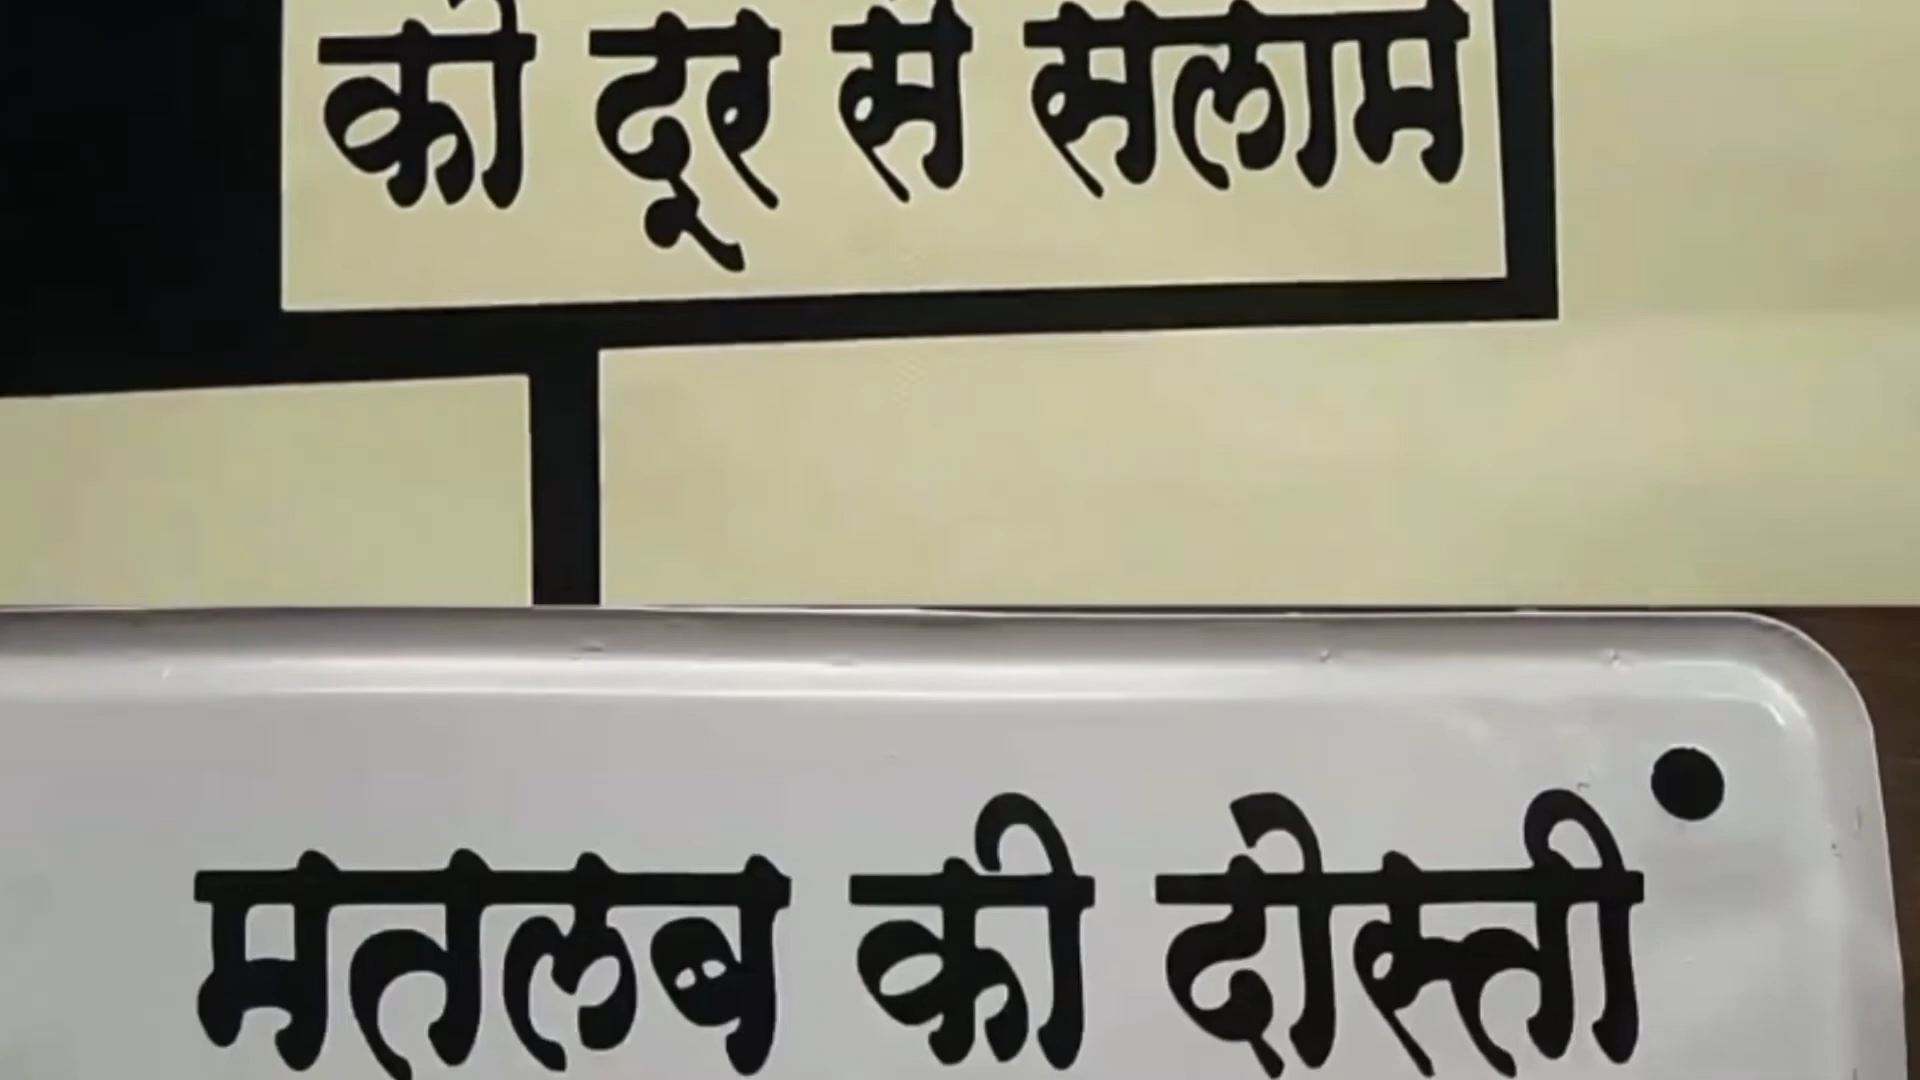 को दूर से सलाम
मतलब की दोस्ती